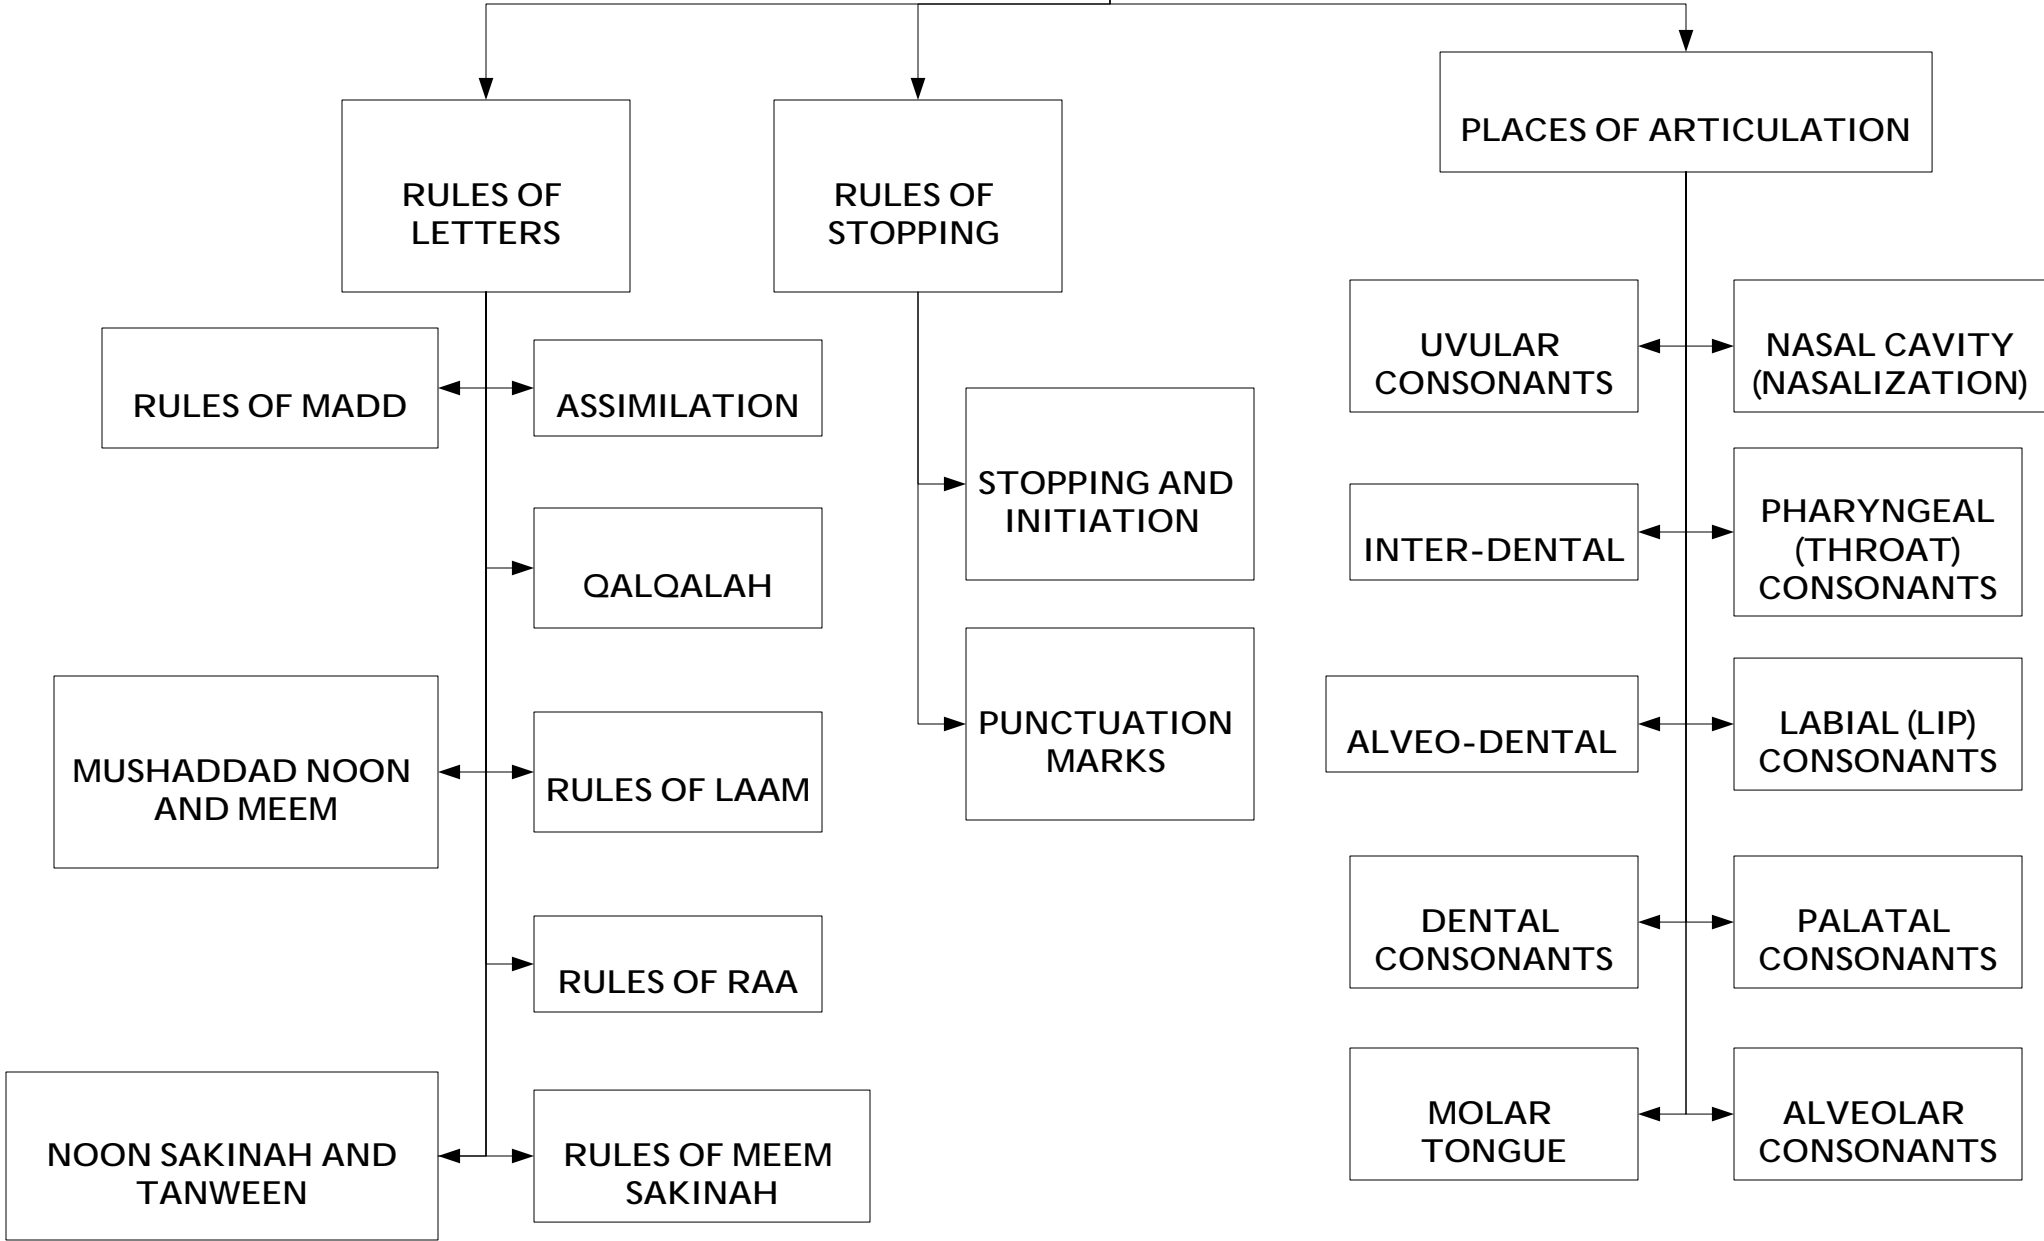 RULES OF
LETTERS
RULES OF
STOPPING
PLACES OF ARTICULATION
RULES OF MADD
ASSIMILATION
QALQALAH
MUSHADDAD NOON
AND MEEM
RULES OF LAAM
RULES OF RAA
NOON SAKINAH AND
TANWEEN
RULES OF MEEM
SAKINAH
STOPPING AND
INITIATION
PUNCTUATION
MARKS
UVULAR
CONSONANTS
NASAL CAVITY
(NASALIZATION)
INTER-DENTAL
PHARYNGEAL
(THROAT)
CONSONANTS
ALVEO-DENTAL
LABIAL (LIP)
CONSONANTS
DENTAL
CONSONANTS
PALATAL
CONSONANTS
MOLAR
TONGUE
ALVEOLAR
CONSONANTS